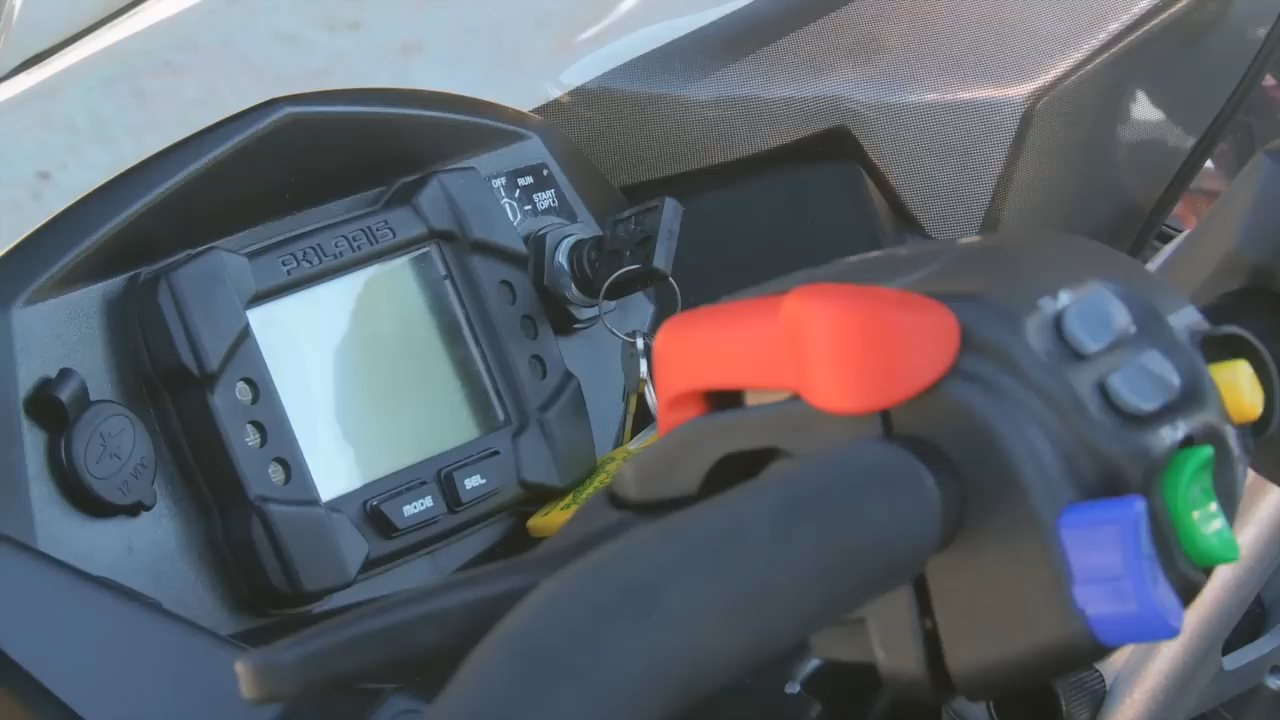 OFF
RUN
START
(OPT.)
POLARIS
MODE
SEL
12 VDC